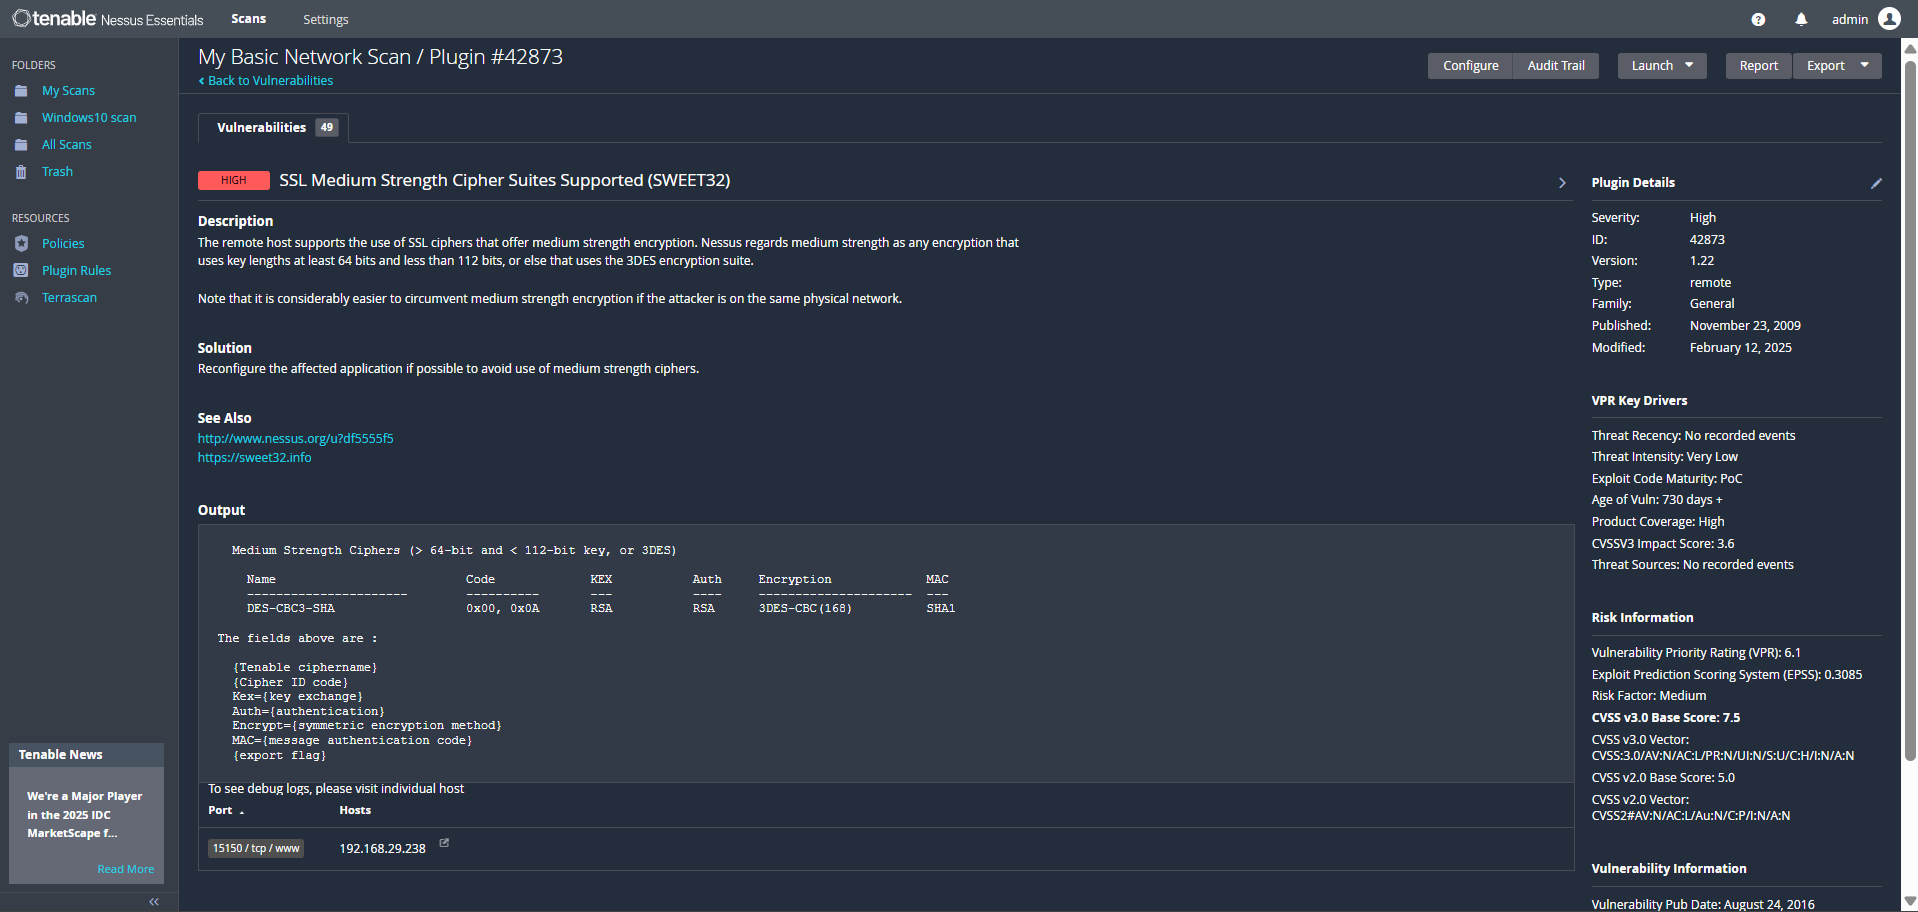 tenable Nessus Essentials Scans Settings admin
FOLDERS
My Scans
Windows10 scan
All Scans
Trash
RESOURCES
Policies
Plugin Rules
Terrascan
Tenable News
We're a Major Player
in the 2025 IDC
MarketScape f...
Read More
My Basic Network Scan / Plugin #42873
Back to Vulnerabilities
Configure Audit Trail Launch Report Export
Vulnerabilities 49
HIGH SSL Medium Strength Cipher Suites Supported (SWEET32)
Description
The remote host supports the use of SSL ciphers that offer medium strength encryption. Nessus regards medium strength as any encryption that
uses key lengths at least 64 bits and less than 112 bits, or else that uses the 3DES encryption suite.
Note that it is considerably easier to circumvent medium strength encryption if the attacker is on the same physical network.
Solution
Reconfigure the affected application if possible to avoid use of medium strength ciphers.
See Also
http://www.nessus.org/u?df5555f5
https://sweet32.info
Output
Medium Strength Ciphers (> 64-bit and < 112-bit key, or 3DES)
Name Code KEX Auth Encryption MAC
---------------------- ---------- --- ---- --------------------- ---
DES-CBC3-SHA 0x00, 0x0A RSA RSA 3DES-CBC(168) SHA1
The fields above are :
{Tenable ciphername}
{Cipher ID code}
Kex={key exchange}
Auth={authentication}
Encrypt={symmetric encryption method}
MAC={message authentication code}
{export flag}
To see debug logs, please visit individual host
Port Hosts
15150 / tcp / www 192.168.29.238
Plugin Details
Severity: High
ID: 42873
Version: 1.22
Type: remote
Family: General
Published: November 23, 2009
Modified: February 12, 2025
VPR Key Drivers
Threat Recency: No recorded events
Threat Intensity: Very Low
Exploit Code Maturity: PoC
Age of Vuln: 730 days +
Product Coverage: High
CVSSV3 Impact Score: 3.6
Threat Sources: No recorded events
Risk Information
Vulnerability Priority Rating (VPR): 6.1
Exploit Prediction Scoring System (EPSS): 0.3085
Risk Factor: Medium
CVSS v3.0 Base Score: 7.5
CVSS v3.0 Vector:
CVSS:3.0/AV:N/AC:L/PR:N/UI:N/S:U/C:H/I:N/A:N
CVSS v2.0 Base Score: 5.0
CVSS v2.0 Vector:
CVSS2#AV:N/AC:L/Au:N/C:P/I:N/A:N
Vulnerability Information
Vulnerability Pub Date: August 24, 2016